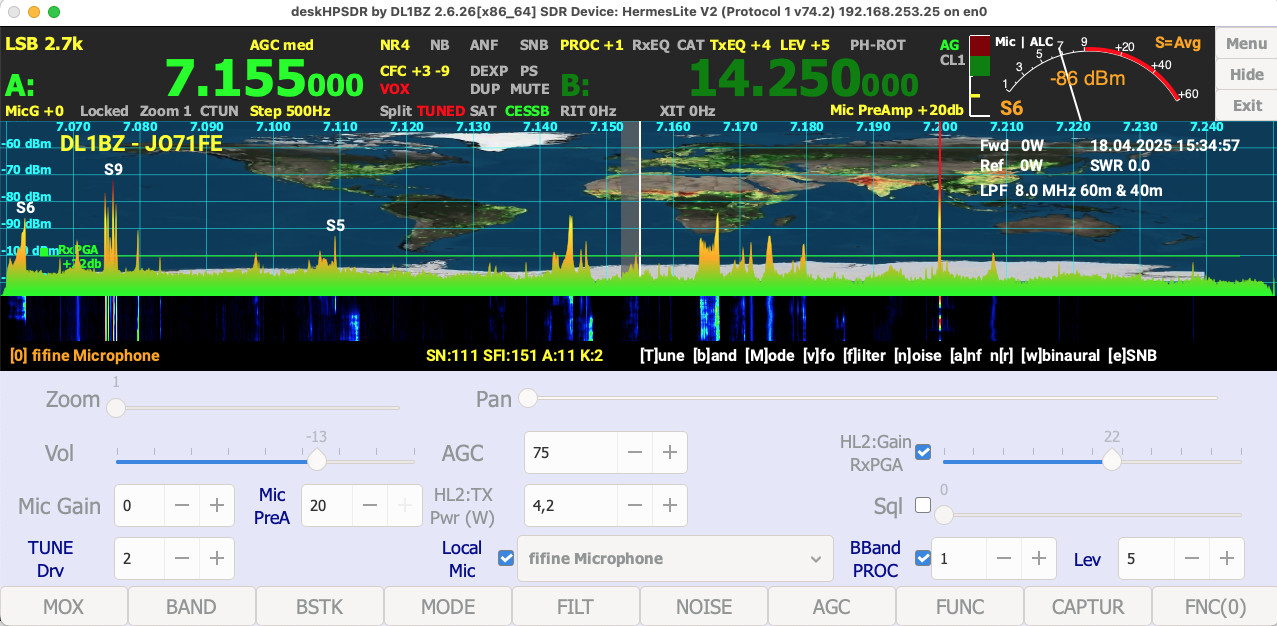 deskHPSDR by DL1BZ 2.6.26[x86_64] SDR Device: HermesLite V2 (Protocol 1 v74.2) 192.168.253.25 on en0
LSB 2.7k AGC med NR4 NB ANF SNB PROC +1 RxEQ CAT TxEQ +4 LEV +5 PH-ROT AG Mic | ALC S=Avg Menu
CFC +3 -9 DEXP PS CL1
A: 7.155000 VOX DUP MUTE B: 14.250000 1 3 5 7 9 +20 +40 +60 -86 dBm S6 Hide
MicG +0 Locked Zoom 1 CTUN Step 500Hz Split TUNED SAT CESSB RIT 0Hz XIT 0Hz Mic PreAmp +20db Exit
7.070 7.080 7.090 7.100 7.110 7.120 7.130 7.140 7.150 7.160 7.170 7.180 7.190 7.200 7.210 7.220 7.230 7.240
-60 dBm DL1BZ - JO71FE Fwd 0W 18.04.2025 15:34:57
-70 dBm S9 Ref 0W SWR 0.0
-80 dBm LPF 8.0 MHz 60m & 40m
S6
-90 dBm S5
-100 dBm RxPGA
+22db
[0] fifine Microphone SN:111 SFI:151 A:11 K:2 [T]une [b]and [M]ode [v]fo [f]ilter [n]oise [a]nf n[r] [w]binaural [e]SNB
1
Zoom Pan
-13 22
Vol AGC 75 HL2:Gain
RxPGA
0
Mic Gain 0 Mic
PreA 20 HL2:TX
Pwr (W) 4,2 Sql
TUNE
Drv 2 Local
Mic fifine Microphone BBand
PROC 1 Lev 5
MOX BAND BSTK MODE FILT NOISE AGC FUNC CAPTUR FNC(0)